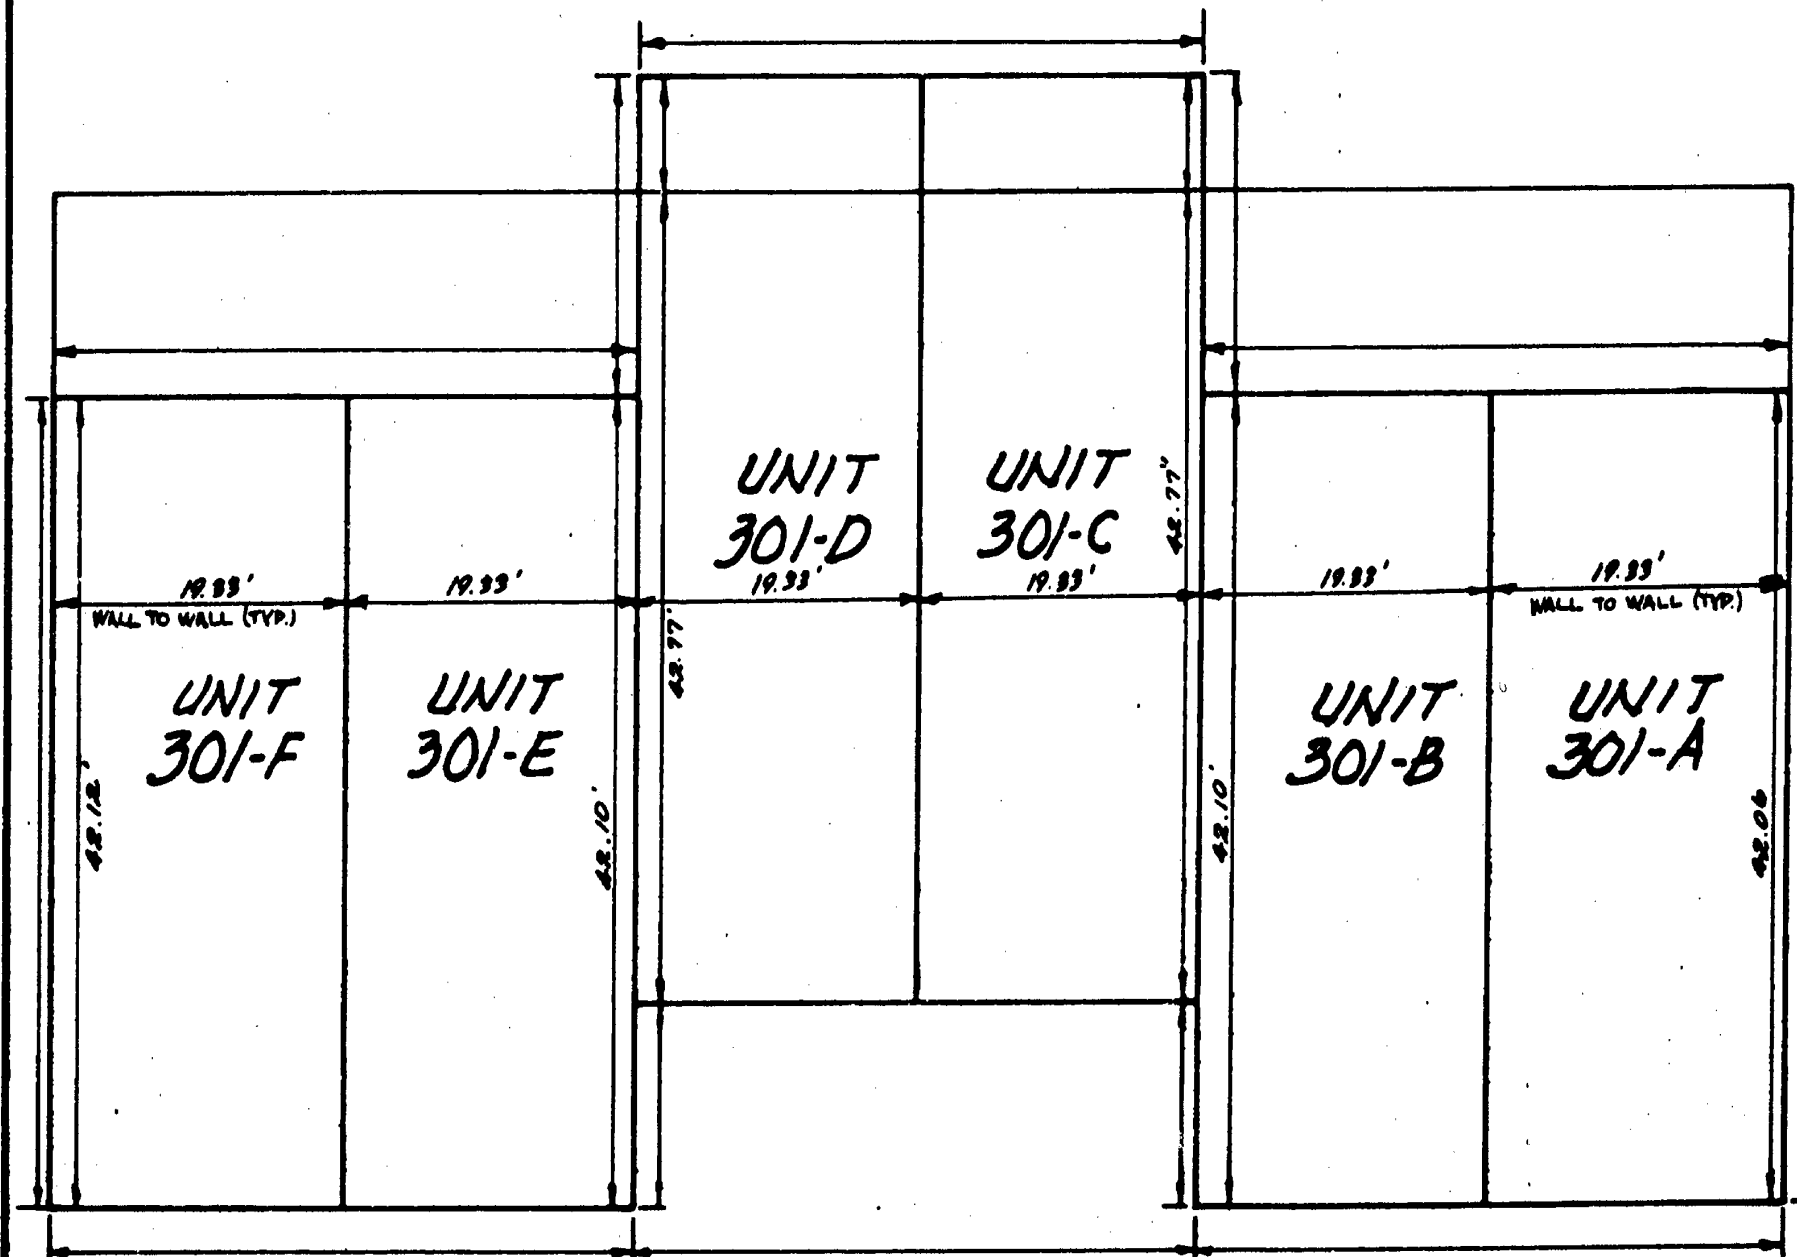 UNIT
301-D
19.33'
UNIT
301-C
19.33'
42.77"
42.77'
19.33'
WALL TO WALL (TYP.)
19.33'
19.33'
19.33'
WALL TO WALL (TYP.)
UNIT
301-F
42.12'
UNIT
301-E
42.10'
UNIT
301-B
42.10'
UNIT
301-A
42.06